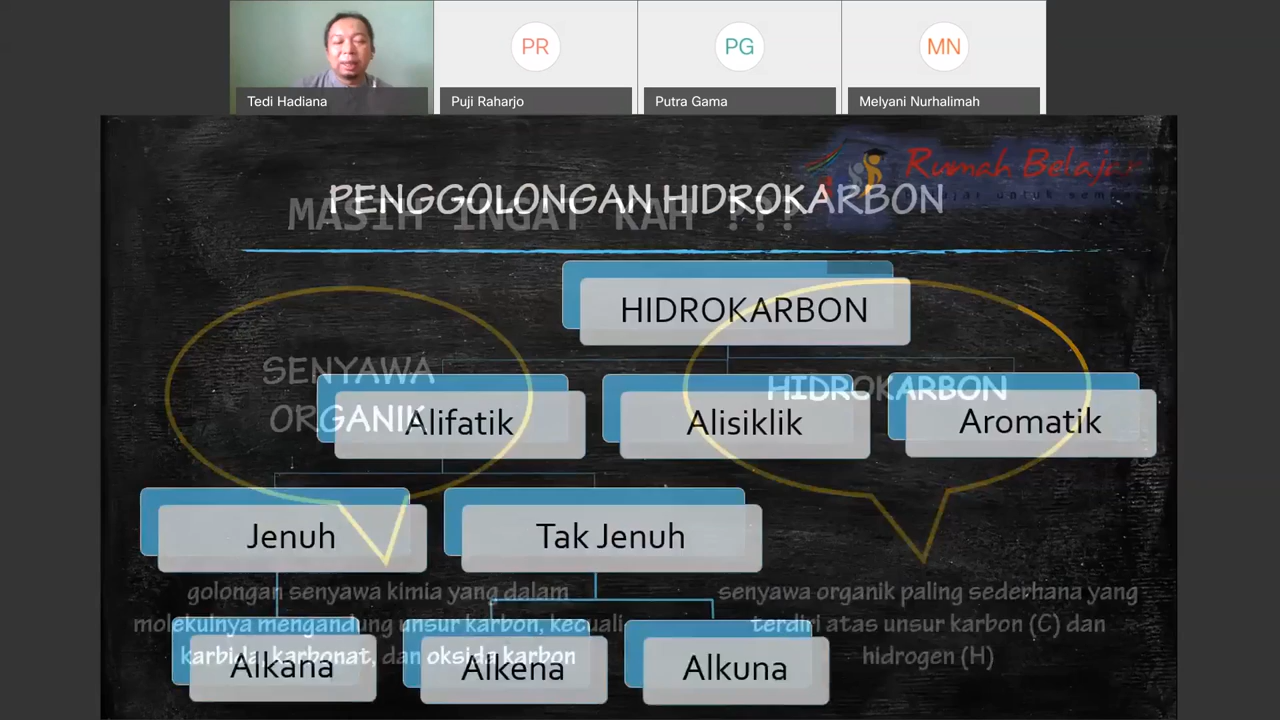 PR
PG
MN
Tedi Hadiana
Puji Raharjo
Putra Gama
Melyani Nurhalimah
Rumah Belajar
PENGGOLONGAN HIDROKARBON
MASIH INGAT KAH ???
HIDROKARBON
SENYAWA
ORGANIK
HIDROKARBON
Alifatik
Alisiklik
Aromatik
Jenuh
Tak Jenuh
golongan senyawa kimia yang dalam
molekulnya mengandung unsur karbon, kecuali
karbida, karbonat, dan oksida karbon
senyawa organik paling sederhana yang
terdiri atas unsur karbon (C) dan
hidrogen (H)
Alkana
Alkena
Alkuna